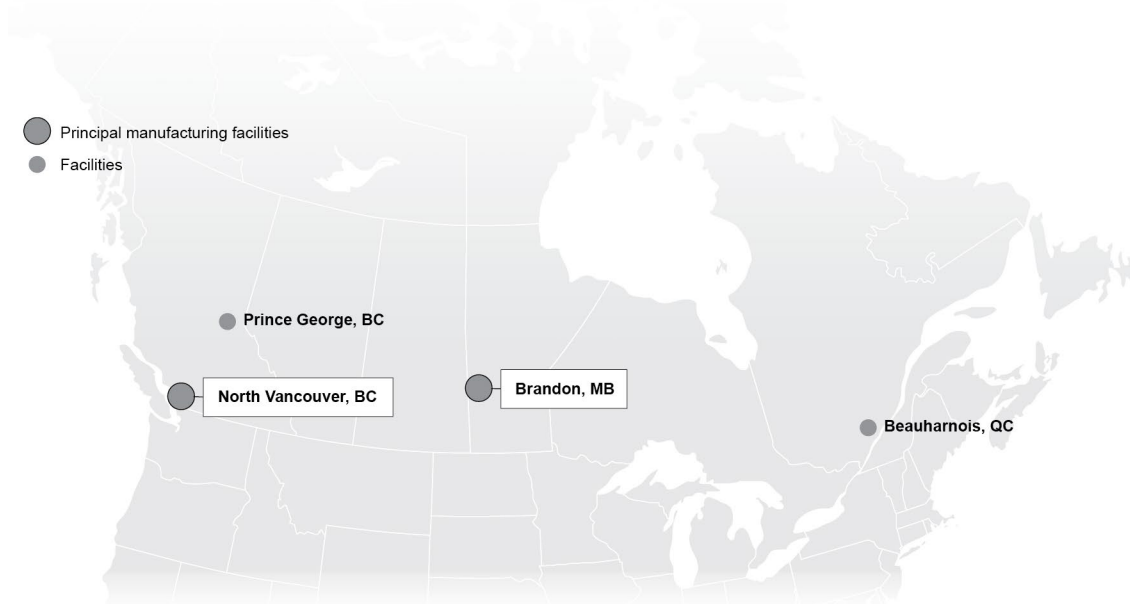 Principal manufacturing facilities
Facilities
Prince George, BC
North Vancouver, BC
Brandon, MB
Beauharnois, QC